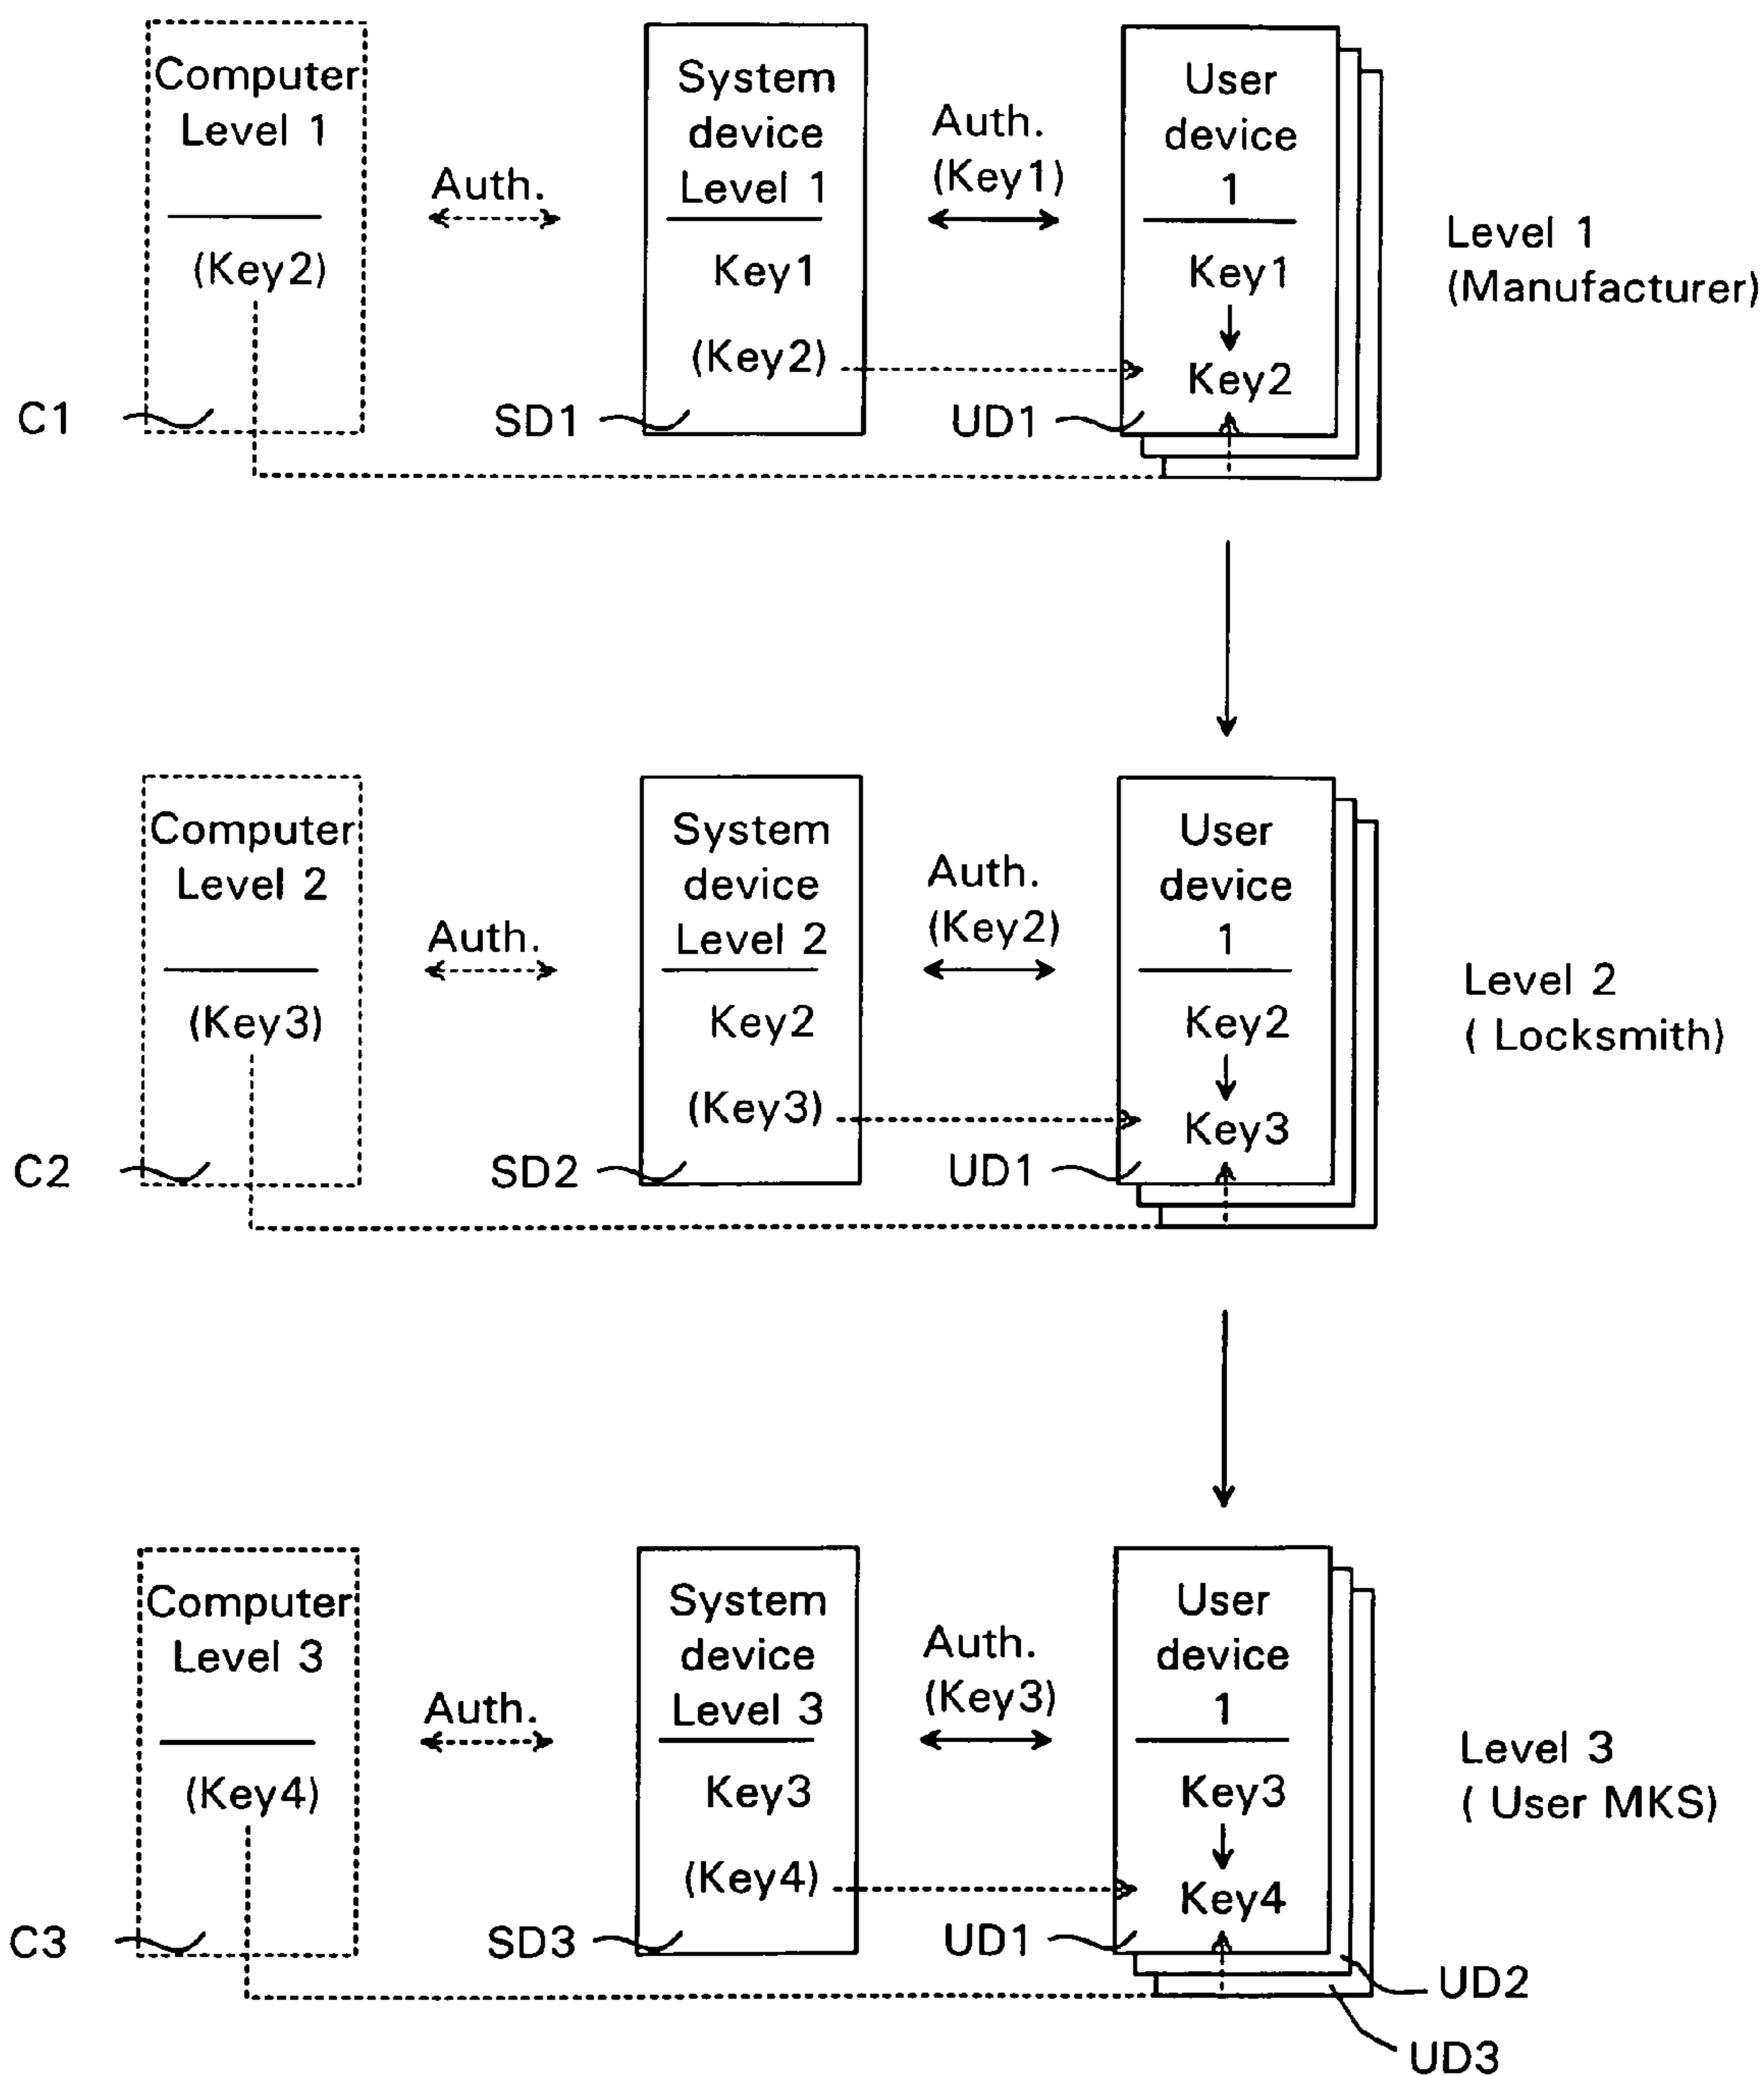 Computer
Level 1
(Key2)
C1
Auth.
System
device
Level 1
Key1
(Key2)
SD1
Auth.
(Key1)
User
device
1
Key1
Key2
UD1
Level 1
(Manufacturer)
Computer
Level 2
(Key3)
C2
Auth.
System
device
Level 2
Key2
(Key3)
SD2
Auth.
(Key2)
User
device
1
Key2
Key3
UD1
Level 2
( Locksmith)
Computer
Level 3
(Key4)
C3
Auth.
System
device
Level 3
Key3
(Key4)
SD3
Auth.
(Key3)
User
device
1
Key3
Key4
UD1
UD2
UD3
Level 3
( User MKS)